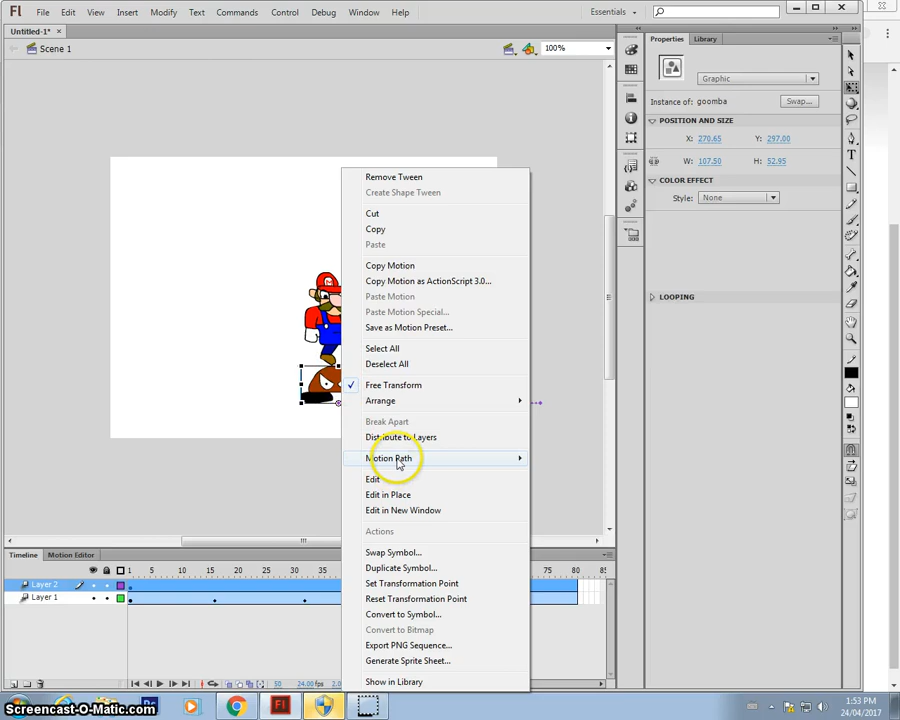 Fl File Edit View Insert Modify Text Commands Control Debug Window Help Essentials
Untitled-1*
Scene 1 100%
Properties Library
Graphic
Instance of: goomba Swap...
POSITION AND SIZE
X: 270.65 Y: 297.00
W: 107.50 H: 52.95
COLOR EFFECT
Style: None
LOOPING
Remove Tween
Create Shape Tween
Cut
Copy
Paste
Copy Motion
Copy Motion as ActionScript 3.0...
Paste Motion
Paste Motion Special...
Save as Motion Preset...
Select All
Deselect All
Free Transform
Arrange
Break Apart
Distribute to Layers
Motion Path
Edit
Edit in Place
Edit in New Window
Actions
Swap Symbol...
Duplicate Symbol...
Set Transformation Point
Reset Transformation Point
Convert to Symbol...
Convert to Bitmap
Export PNG Sequence...
Generate Sprite Sheet...
Show in Library
Timeline Motion Editor
1 5 10 15 20 25 30 35 75 80 85
Layer 2
Layer 1
50 24.00
Fl
1:53 PM
24/04/2017
Screencast-O-Matic.com